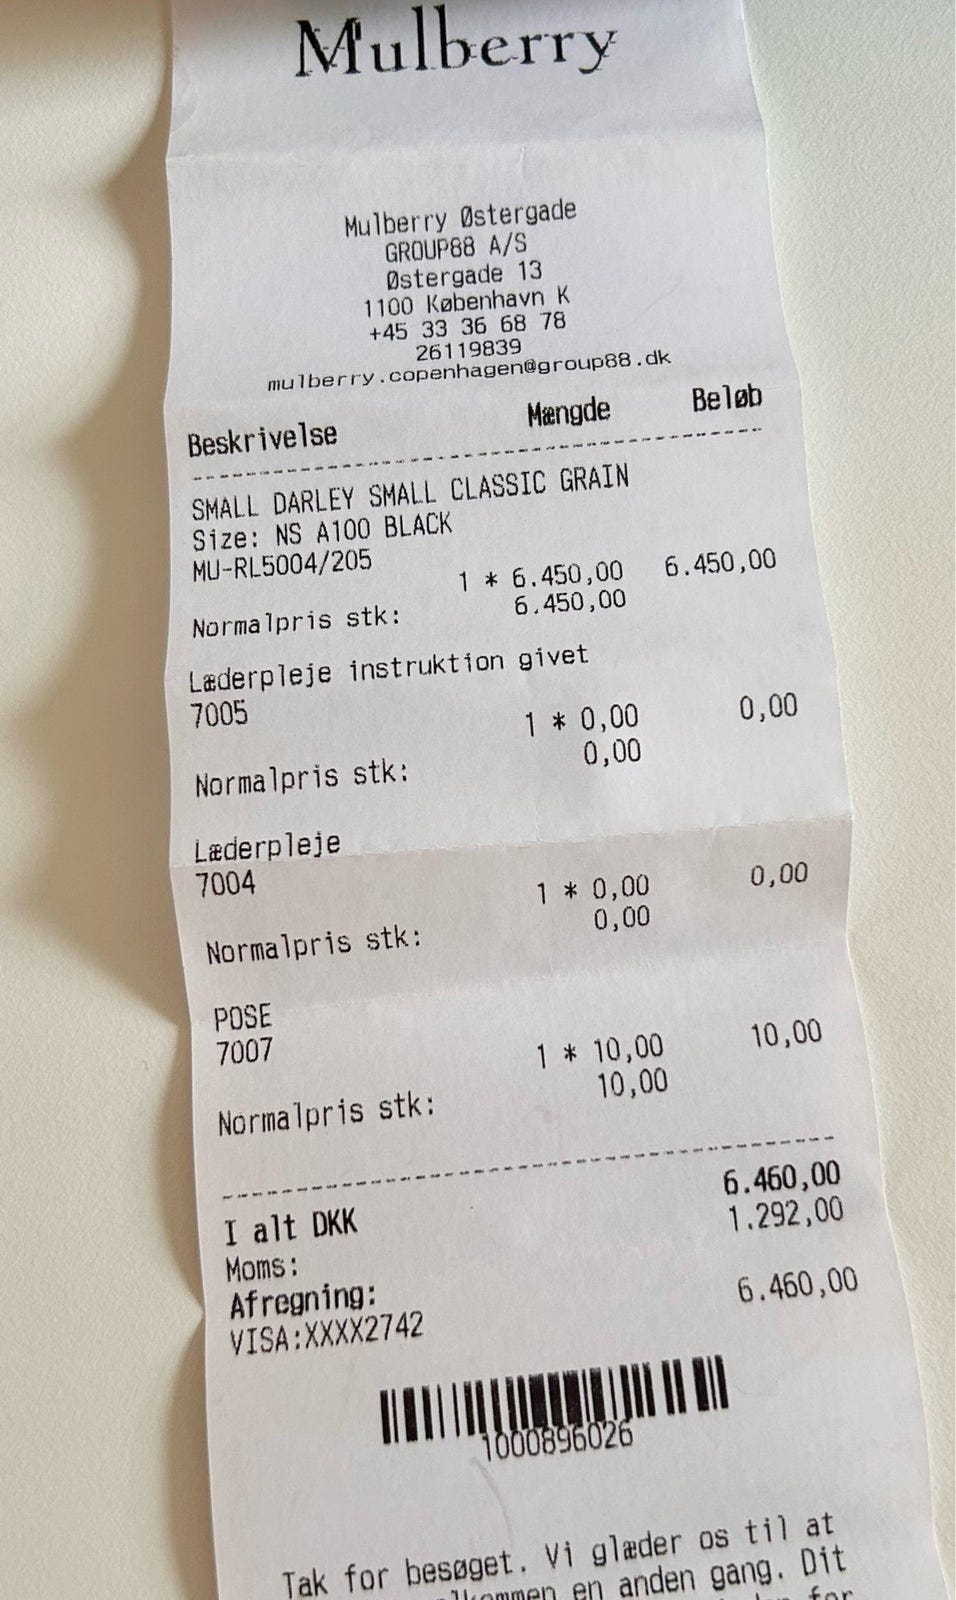 Mulberry
Mulberry Østergade
GROUP88 A/S
Østergade 13
1100 København K
+45 33 36 68 78
26119839
mulberry.copenhagen@group88.dk
Beskrivelse Mængde Beløb
SMALL DARLEY SMALL CLASSIC GRAIN
Size: NS A100 BLACK
MU-RL5004/205
1 * 6.450,00 6.450,00
Normalpris stk: 6.450,00
Læderpleje instruktion givet
7005
1 * 0,00 0,00
Normalpris stk: 0,00
Læderpleje
7004
1 * 0,00 0,00
Normalpris stk: 0,00
POSE
7007
1 * 10,00 10,00
Normalpris stk: 10,00
I alt DKK 6.460,00
Moms: 1.292,00
Afregning:
VISA:XXXX2742 6.460,00
1000896026
Tak for besøget. Vi glæder os til at
en anden gang. Dit
for